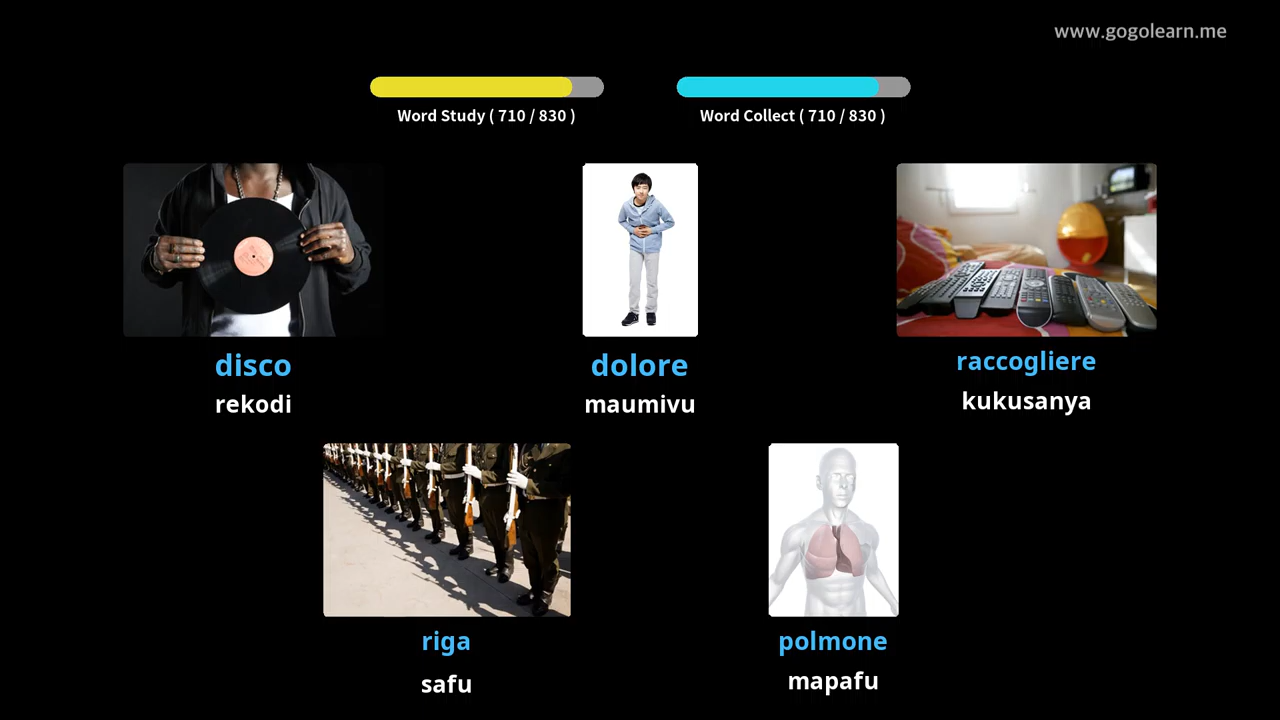 www.gogolearn.me
Word Study ( 710 / 830 )
Word Collect ( 710 / 830 )
disco
rekodi
dolore
maumivu
raccogliere
kukusanya
riga
safu
polmone
mapafu